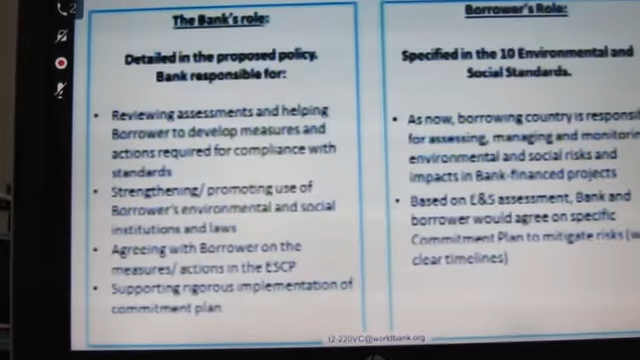 2
The Bank's role:
Detailed in the proposed policy.
Bank responsible for:
• Reviewing assessments and helping
Borrower to develop measures and
actions required for compliance with
standards
• Strengthening/ promoting use of
Borrower's environmental and social
institutions and laws
• Agreeing with Borrower on the
measures/ actions in the ESCP
• Supporting rigorous implementation of
commitment plan
Borrower's Role:
Specified in the 10 Environmental and
Social Standards.
• As now, borrowing country is
for assessing, managing and
environmental and social risks and
impacts in Bank-financed projects
• Based on E&S assessment, Bank and
borrower would agree on specific
Commitment Plan to mitigate risks
clear timelines)
I2-220VC@worldbank.org